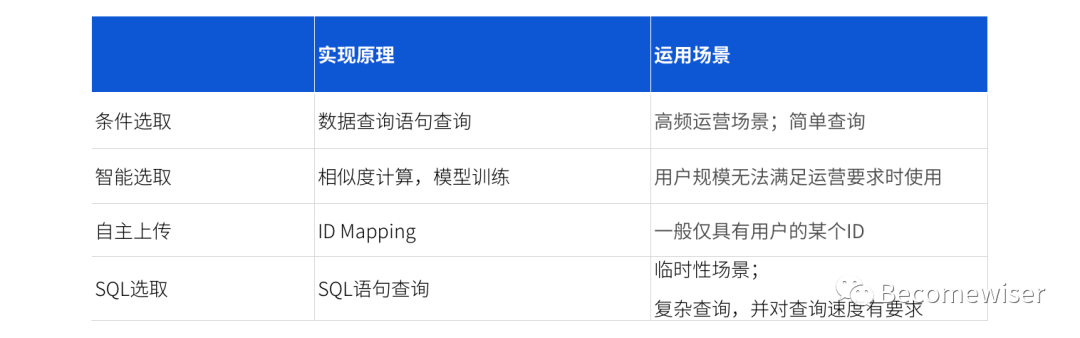 实现原理 运用场景
条件选取 数据查询语句查询 高频运营场景；简单查询
智能选取 相似度计算，模型训练 用户规模无法满足运营要求时使用
自主上传 ID Mapping 一般仅具有用户的某个ID
临时性场景；
SQL选取 SQL语句查询
复杂查询，并对查询速度有要求
Becomewiser